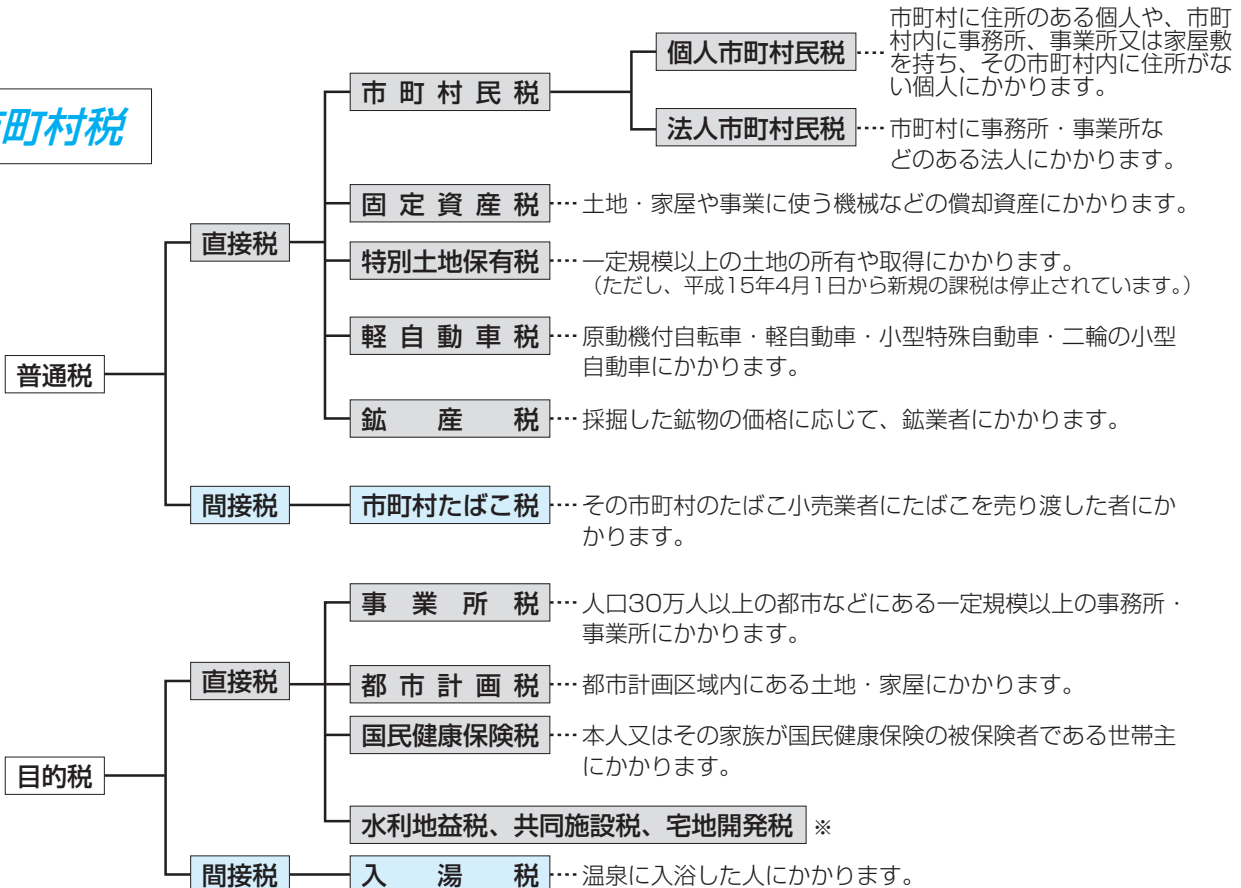 町村税
普通税
直接税
市町村民税
個人市町村民税
市町村に住所のある個人や、市町
村内に事務所、事業所又は家屋敷
を持ち、その市町村内に住所がな
い個人にかかります。
法人市町村民税
市町村に事務所・事業所な
どのある法人にかかります。
固定資産税
土地・家屋や事業に使う機械などの償却資産にかかります。
特別土地保有税
一定規模以上の土地の所有や取得にかかります。
（ただし、平成15年4月1日から新規の課税は停止されています。）
軽自動車税
原動機付自転車・軽自動車・小型特殊自動車・二輪の小型
自動車にかかります。
鉱産税
採掘した鉱物の価格に応じて、鉱業者にかかります。
間接税
市町村たばこ税
その市町村のたばこ小売業者にたばこを売り渡した者にか
かります。
目的税
直接税
事業所税
人口30万人以上の都市などにある一定規模以上の事務所・
事業所にかかります。
都市計画税
都市計画区域内にある土地・家屋にかかります。
国民健康保険税
本人又はその家族が国民健康保険の被保険者である世帯主
にかかります。
水利地益税、共同施設税、宅地開発税 ※
間接税
入湯税
温泉に入浴した人にかかります。